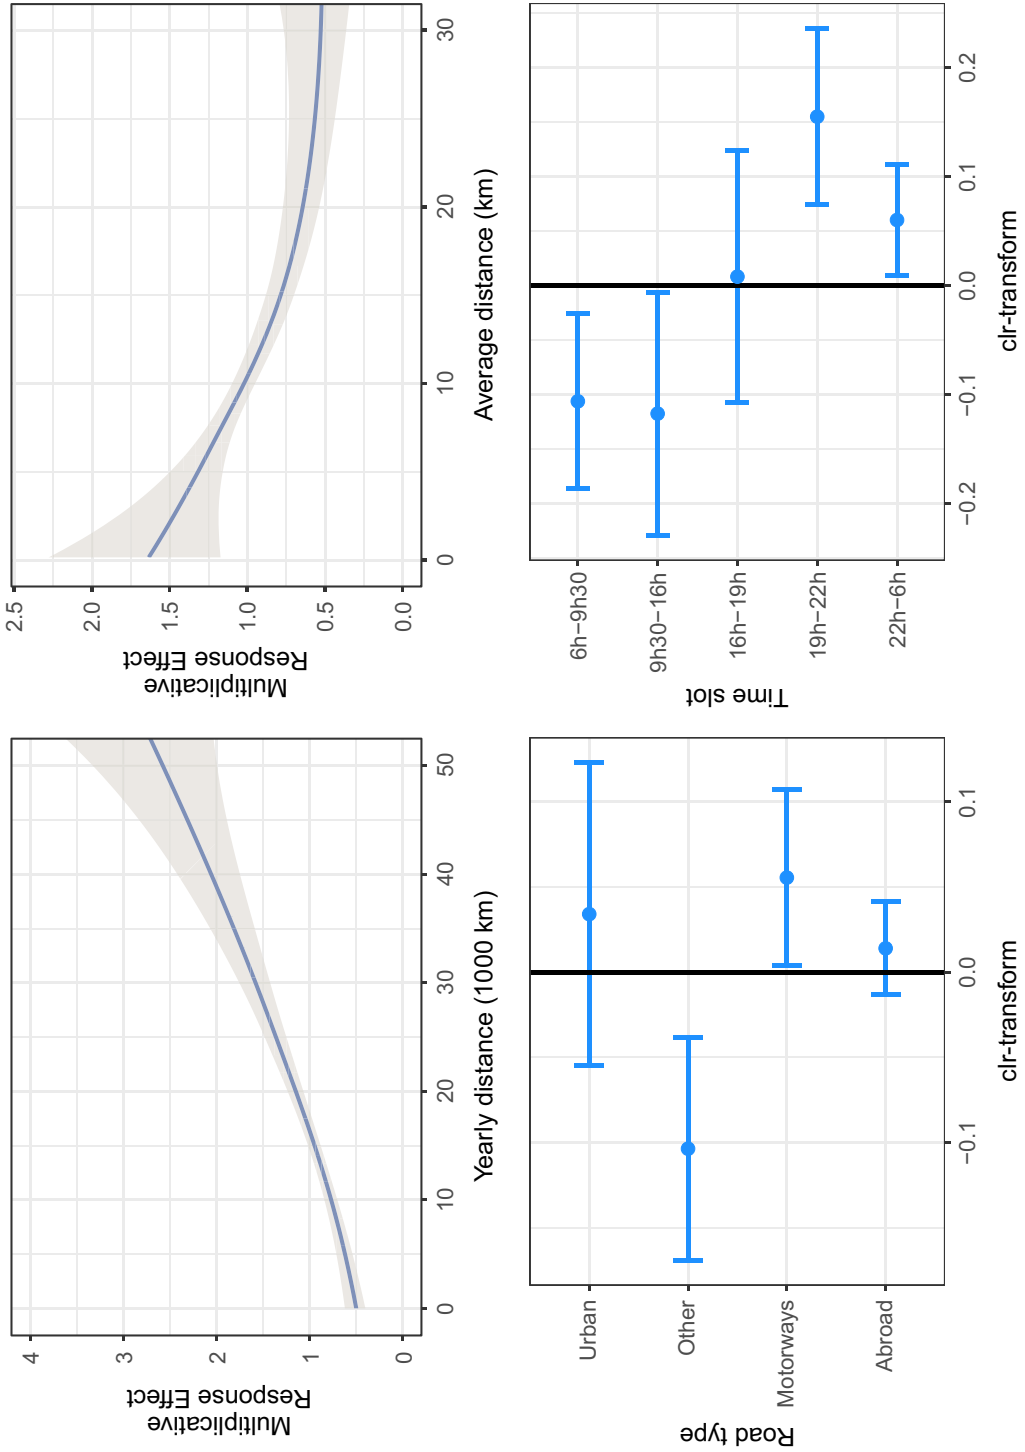 Multiplicative
Response Effect
4
3
2
1
0
0 10 20 30 40 50
Yearly distance (1000 km)
Multiplicative
Response Effect
2.5
2.0
1.5
1.0
0.5
0.0
0 10 20 30
Average distance (km)
Road type
Urban
Other
Motorways
Abroad
−0.1 0.0 0.1
clr-transform
Time slot
6h−9h30
9h30−16h
16h−19h
19h−22h
22h−6h
−0.2 −0.1 0.0 0.1 0.2
clr-transform